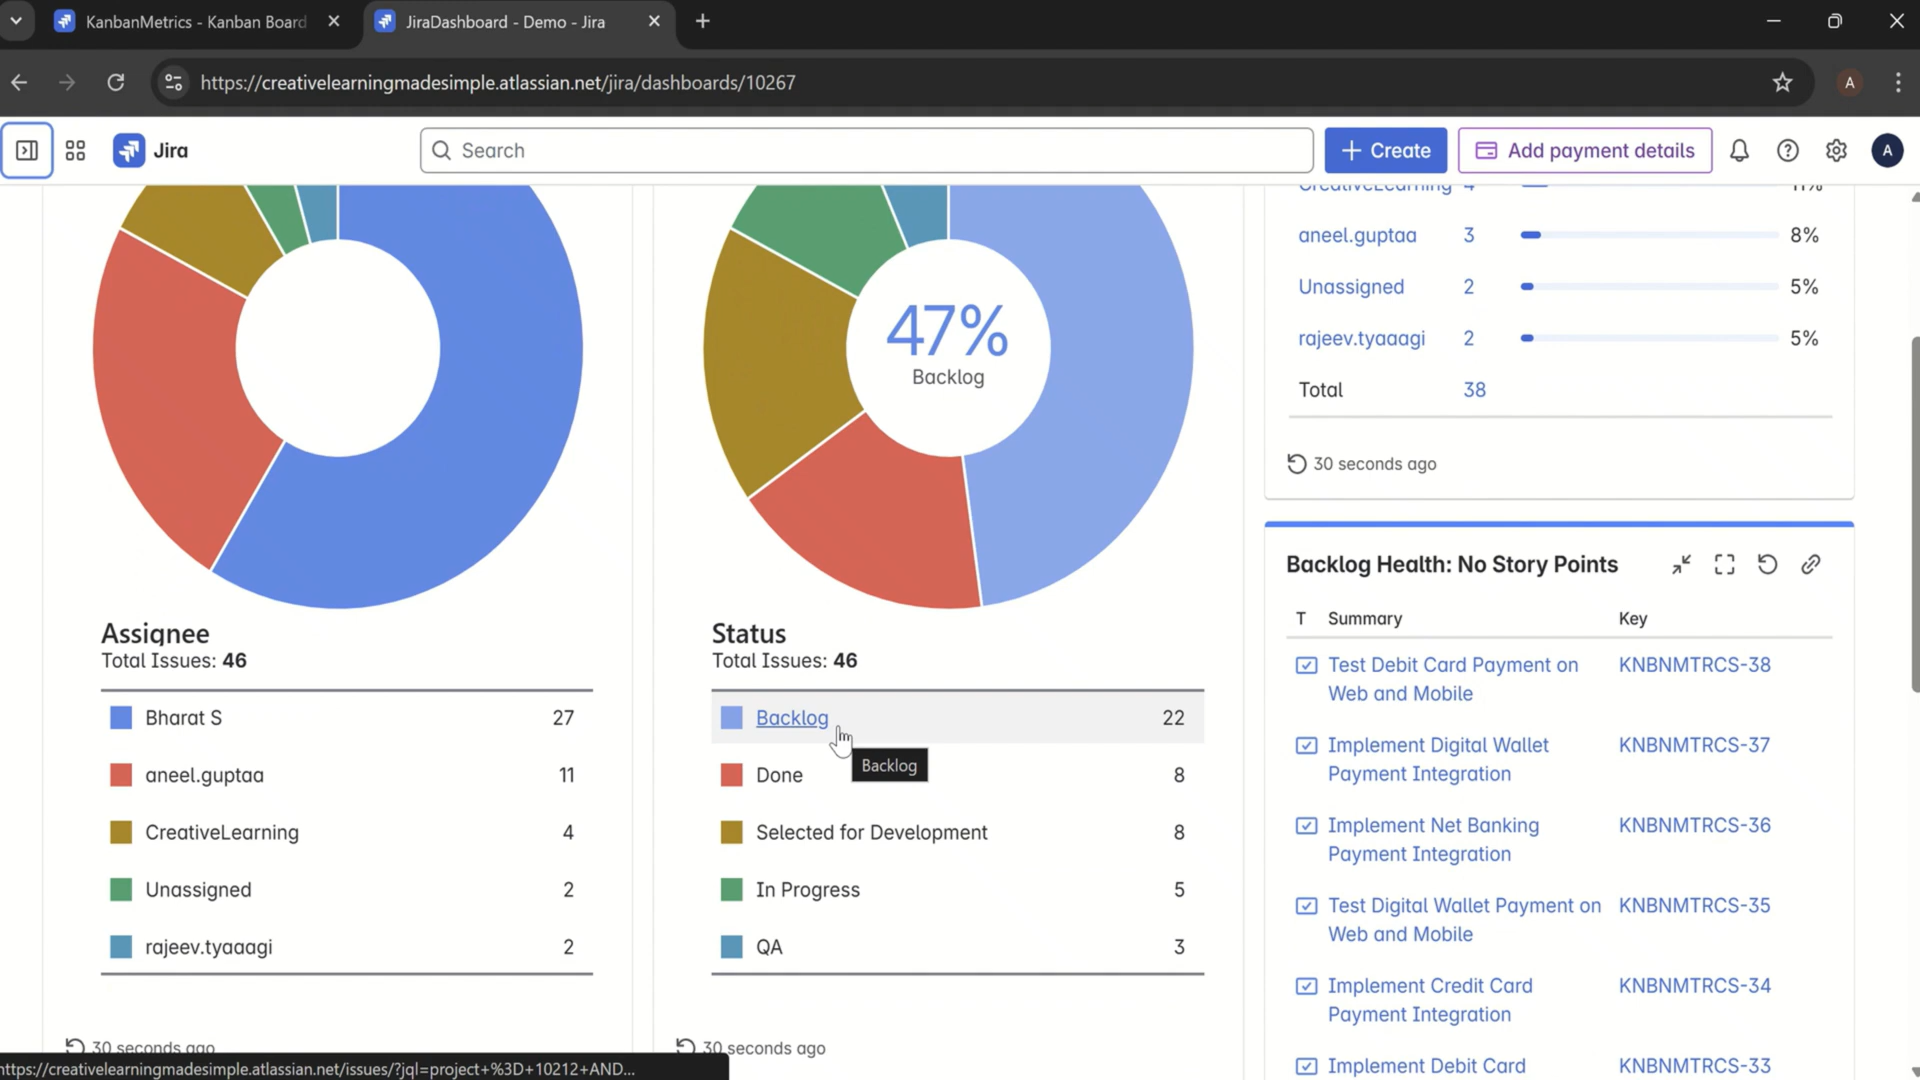 KanbanMetrics - Kanban Board
JiraDashboard - Demo - Jira
https://creativelearningmadesimple.atlassian.net/jira/dashboards/10267
A
Jira
Search
Create
Add payment details
A
47%
Backlog
Assignee
Total Issues: 46
Bharat S 27
aneel.guptaa 11
CreativeLearning 4
Unassigned 2
rajeev.tyaaagi 2
30 seconds ago
Status
Total Issues: 46
Backlog 22
Backlog
Done 8
Selected for Development 8
In Progress 5
QA 3
30 seconds ago
CreativeLearning 4 11%
aneel.guptaa 3 8%
Unassigned 2 5%
rajeev.tyaaagi 2 5%
Total 38
30 seconds ago
Backlog Health: No Story Points
T Summary Key
Test Debit Card Payment on KNBNMTRCS-38
Web and Mobile
Implement Digital Wallet KNBNMTRCS-37
Payment Integration
Implement Net Banking KNBNMTRCS-36
Payment Integration
Test Digital Wallet Payment on KNBNMTRCS-35
Web and Mobile
Implement Credit Card KNBNMTRCS-34
Payment Integration
Implement Debit Card KNBNMTRCS-33
https://creativelearningmadesimple.atlassian.net/issues/?jql=project+%3D+10212+AND...